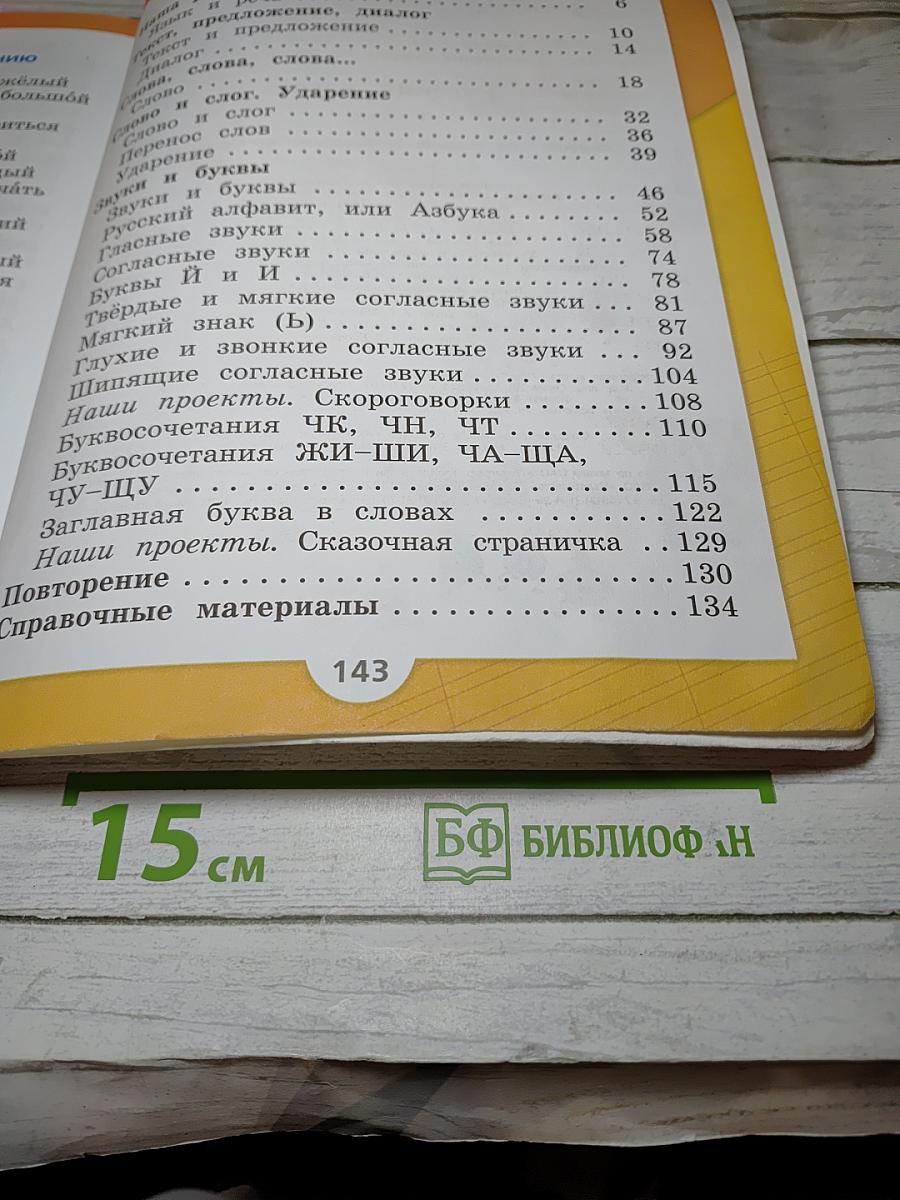 6
Текст, предложение, диалог
Текст и предложение 10
Диалог 14
Слова, слова, слова...
Слово 18
Слово и слог. Ударение
Слово и слог 32
Перенос слов 36
Ударение 39
Звуки и буквы
Звуки и буквы 46
Русский алфавит, или Азбука 52
Гласные звуки 58
Согласные звуки 74
Буквы Й и И 78
Твёрдые и мягкие согласные звуки 81
Мягкий знак (Ь) 87
Глухие и звонкие согласные звуки 92
Шипящие согласные звуки 104
Наши проекты. Скороговорки 108
Буквосочетания ЧК, ЧН, ЧТ 110
Буквосочетания ЖИ–ШИ, ЧА–ЩА,
ЧУ–ЩУ 115
Заглавная буква в словах 122
Наши проекты. Сказочная страничка 129
Повторение 130
Справочные материалы 134
143
15 см
БФ БИБЛИОФ